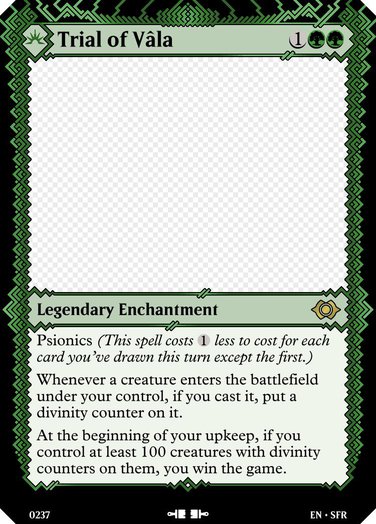 Trial of Vâla 1
Legendary Enchantment
Psionics (This spell costs 1 less to cost for each
card you've drawn this turn except the first.)
Whenever a creature enters the battlefield
under your control, if you cast it, put a
divinity counter on it.
At the beginning of your upkeep, if you
control at least 100 creatures with divinity
counters on them, you win the game.
0237 EN • SFR